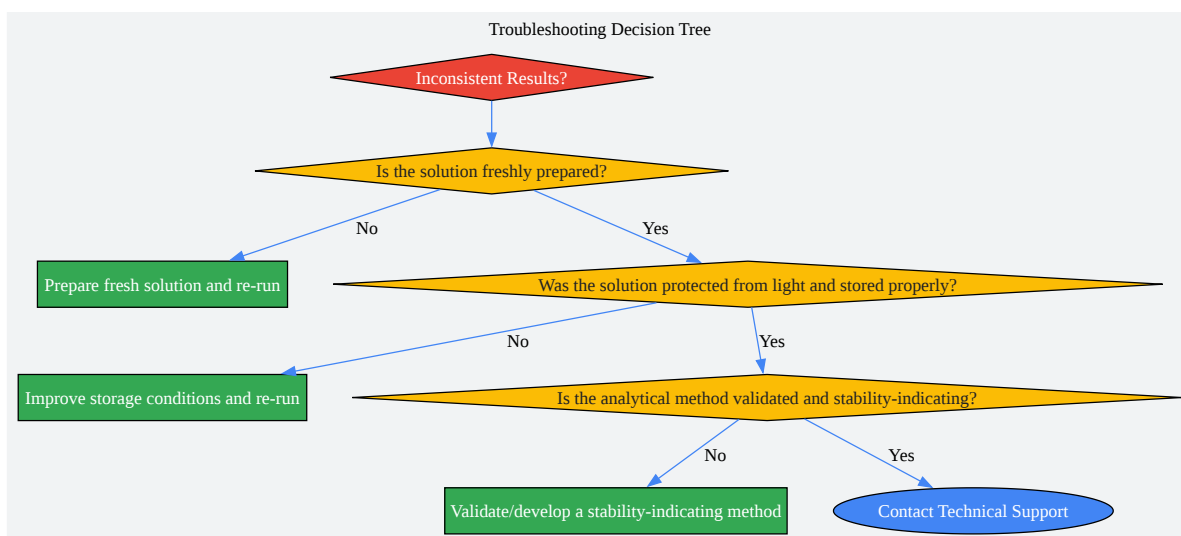 Troubleshooting Decision Tree
Inconsistent Results?
Is the solution freshly prepared?
No
Yes
Prepare fresh solution and re-run
Was the solution protected from light and stored properly?
No
Yes
Improve storage conditions and re-run
Is the analytical method validated and stability-indicating?
No
Yes
Validate/develop a stability-indicating method
Contact Technical Support